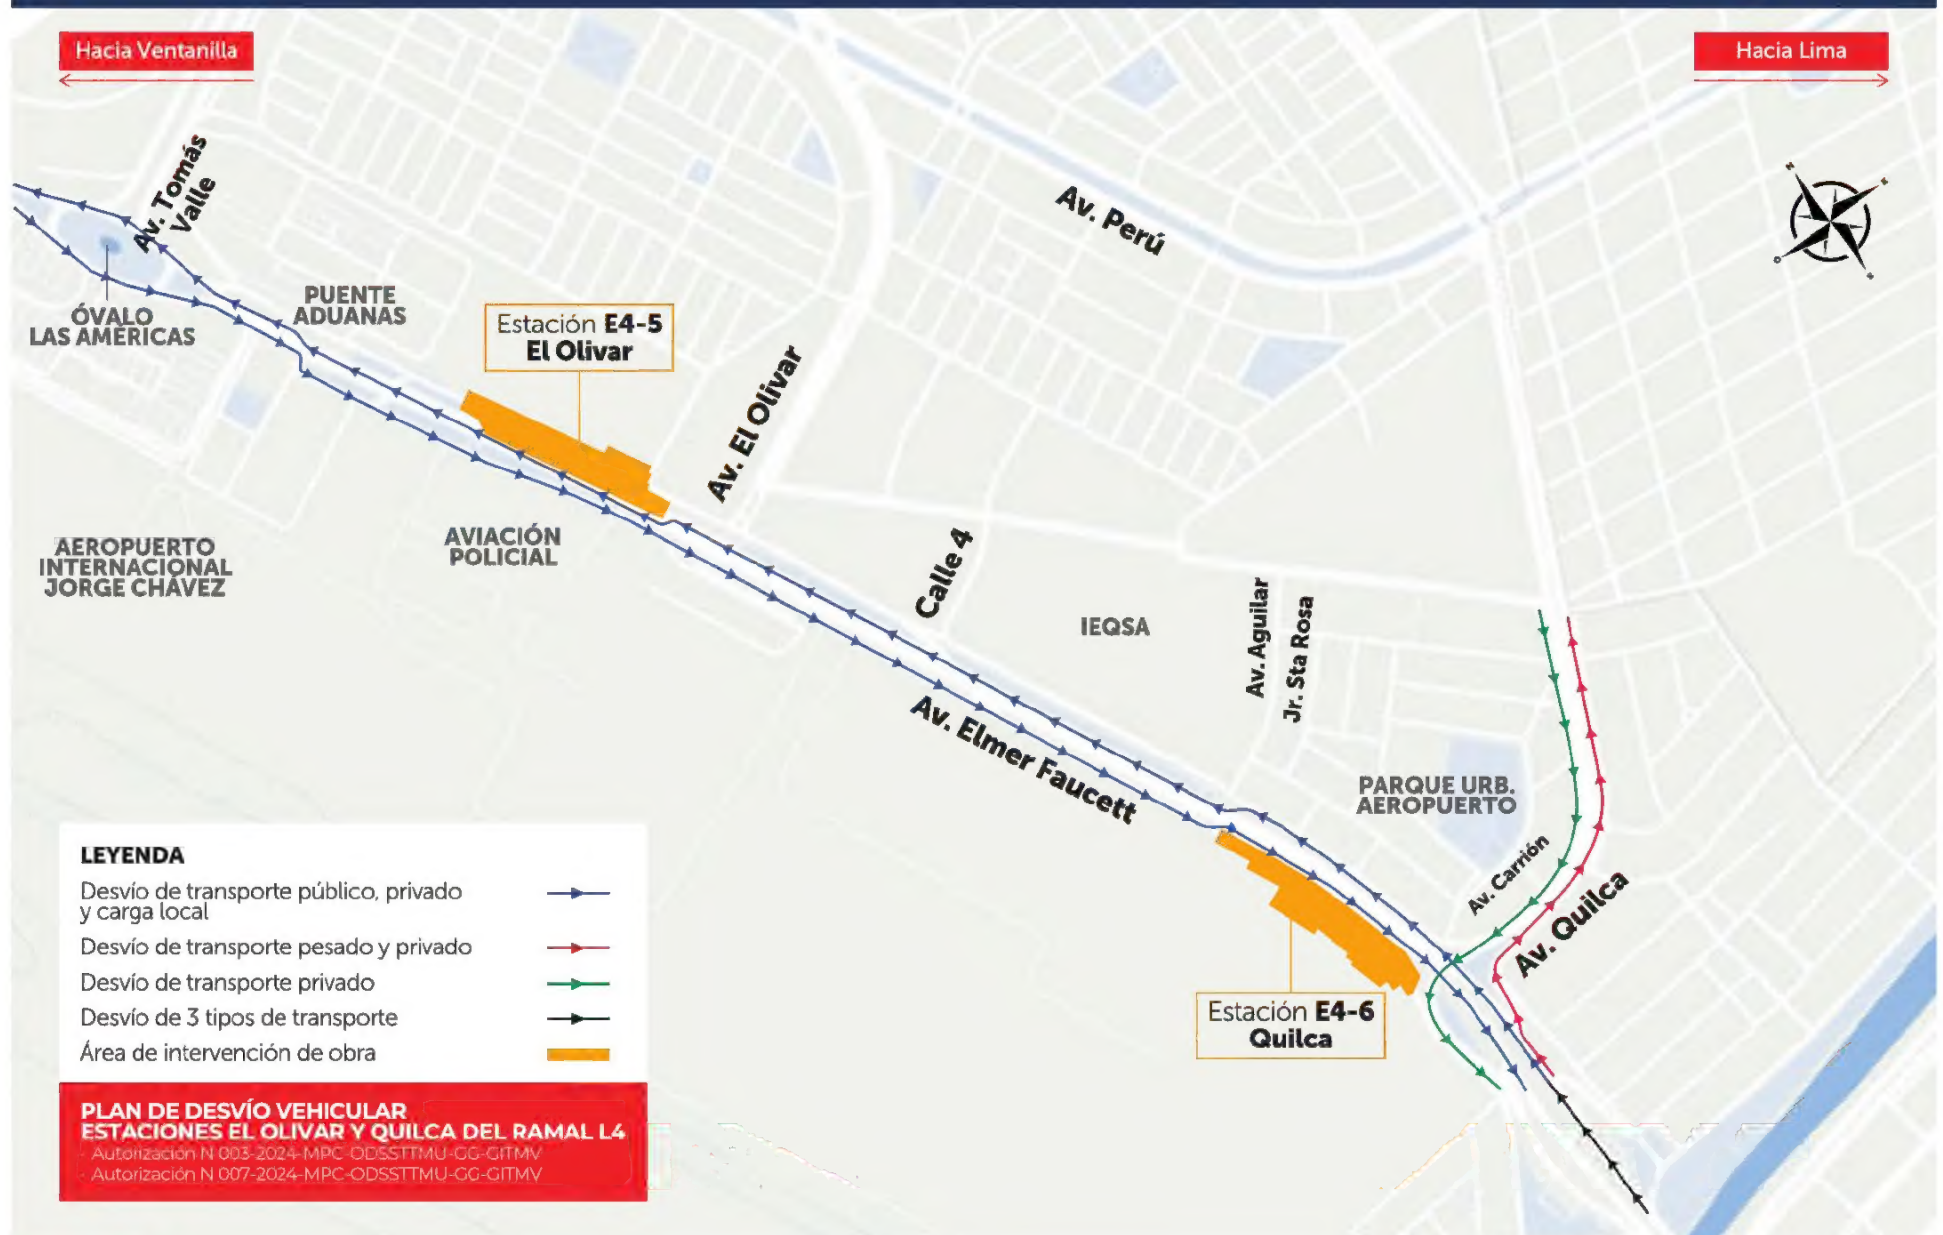 Hacia Ventanilla
Hacia Lima
Av. Tomás
Valle
Av. Perú
ÓVALO
LAS AMÉRICAS
PUENTE
ADUANAS
Estación E4-5
El Olivar
Av. El Olivar
AEROPUERTO
INTERNACIONAL
JORGE CHÁVEZ
AVIACIÓN
POLICIAL
Calle 4
IEQSA
Av. Aguilar
Jr. Sta Rosa
Av. Elmer Faucett
PARQUE URB.
AEROPUERTO
Av. Carrión
Av. Quilca
Estación E4-6
Quilca
LEYENDA
Desvío de transporte público, privado
y carga local
Desvío de transporte pesado y privado
Desvío de transporte privado
Desvío de 3 tipos de transporte
Área de intervención de obra
PLAN DE DESVÍO VEHICULAR
ESTACIONES EL OLIVAR Y QUILCA DEL RAMAL L4
- Autorización N 003-2024-MPC-ODSSTTMU-GG-GITMV
- Autorización N 007-2024-MPC-ODSSTTMU-GG-GITMV